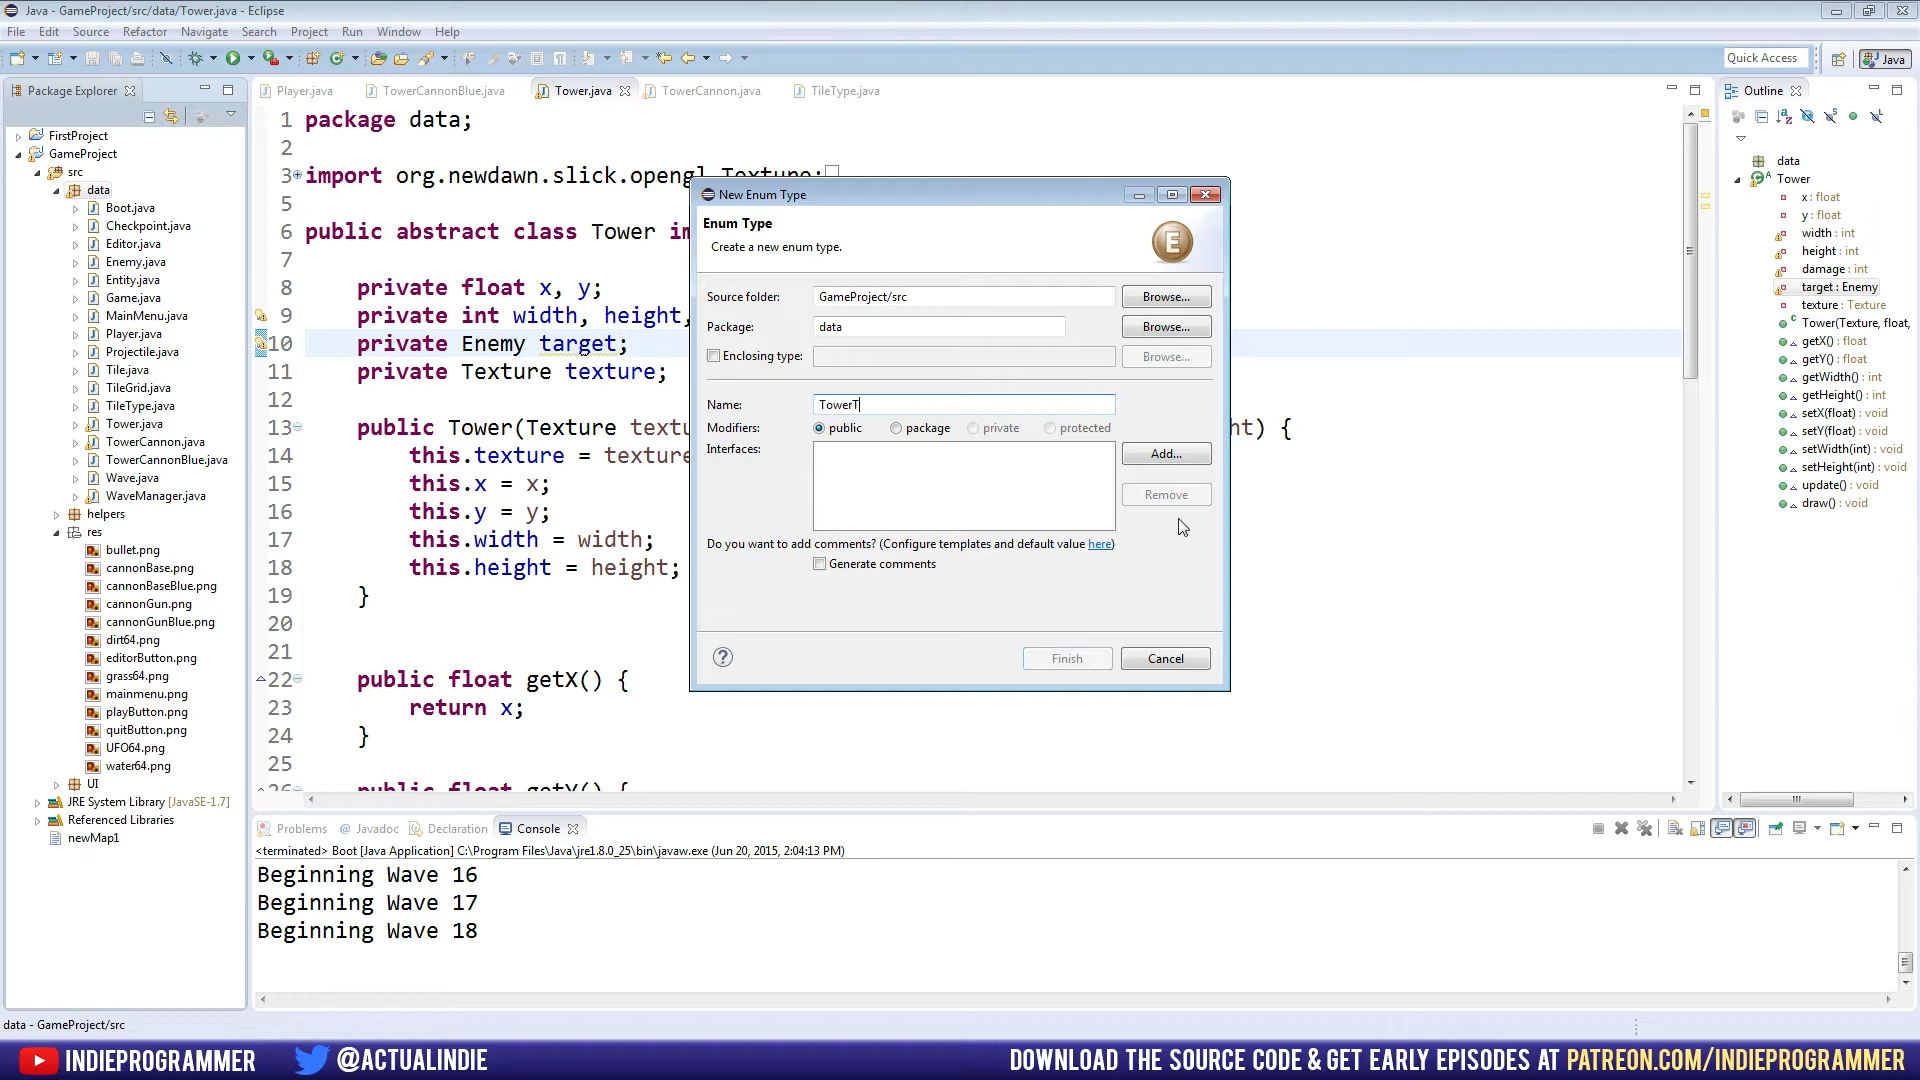 Java - GameProject/src/data/Tower.java - Eclipse
File Edit Source Refactor Navigate Search Project Run Window Help
Quick Access
Java
Package Explorer
FirstProject
GameProject
src
data
Boot.java
Checkpoint.java
Editor.java
Enemy.java
Entity.java
Game.java
MainMenu.java
Player.java
Projectile.java
Tile.java
TileGrid.java
TileType.java
Tower.java
TowerCannon.java
TowerCannonBlue.java
Wave.java
WaveManager.java
helpers
res
bullet.png
cannonBase.png
cannonBaseBlue.png
cannonGun.png
cannonGunBlue.png
dirt64.png
editorButton.png
grass64.png
mainmenu.png
playButton.png
quitButton.png
UFO64.png
water64.png
UI
JRE System Library [JavaSE-1.7]
Referenced Libraries
newMap1
Player.java TowerCannonBlue.java Tower.java TowerCannon.java TileType.java
1 package data;
2
3 import org.newdawn.slick.opengl.Texture;
5
6 public abstract class Tower im
7
8 private float x, y;
9 private int width, height,
10 private Enemy target;
11 private Texture texture;
12
13 public Tower(Texture textu ht) {
14 this.texture = texture
15 this.x = x;
16 this.y = y;
17 this.width = width;
18 this.height = height;
19 }
20
21
22 public float getX() {
23 return x;
24 }
25
26 public float getY() {
New Enum Type
Enum Type
Create a new enum type.
E
Source folder: GameProject/src Browse...
Package: data Browse...
Enclosing type: Browse...
Name: TowerT
Modifiers: public package private protected
Interfaces: Add...
Remove
Do you want to add comments? (Configure templates and default value here)
Generate comments
? Finish Cancel
Outline
data
Tower
x : float
y : float
width : int
height : int
damage : int
target : Enemy
texture : Texture
Tower(Texture, float,
getX() : float
getY() : float
getWidth() : int
getHeight() : int
setX(float) : void
setY(float) : void
setWidth(int) : void
setHeight(int) : void
update() : void
draw() : void
Problems @ Javadoc Declaration Console
<terminated> Boot [Java Application] C:\Program Files\Java\jre1.8.0_25\bin\javaw.exe (Jun 20, 2015, 2:04:13 PM)
Beginning Wave 16
Beginning Wave 17
Beginning Wave 18
data - GameProject/src
INDIEPROGRAMMER @ACTUALINDIE DOWNLOAD THE SOURCE CODE & GET EARLY EPISODES AT PATREON.COM/INDIEPROGRAMMER